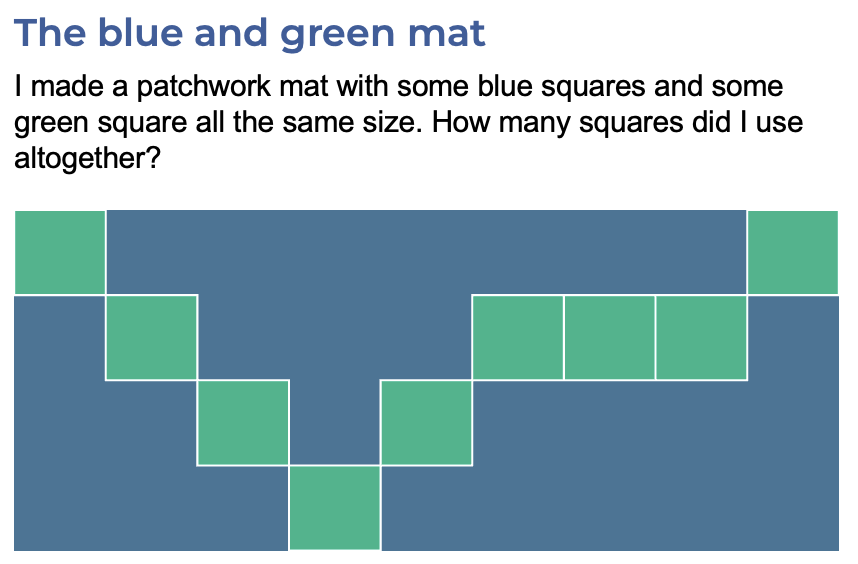 The blue and green mat
I made a patchwork mat with some blue squares and some
green square all the same size. How many squares did I use
altogether?